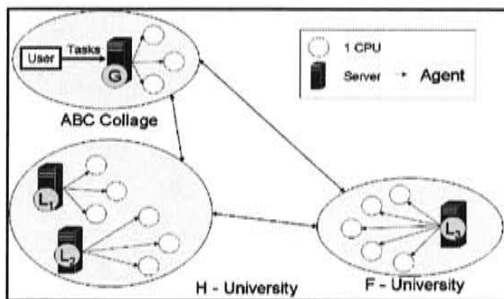 User
Tasks
G
ABC Collage
1 CPU
Server
Agent
L1
L2
L3
H - University
F - University